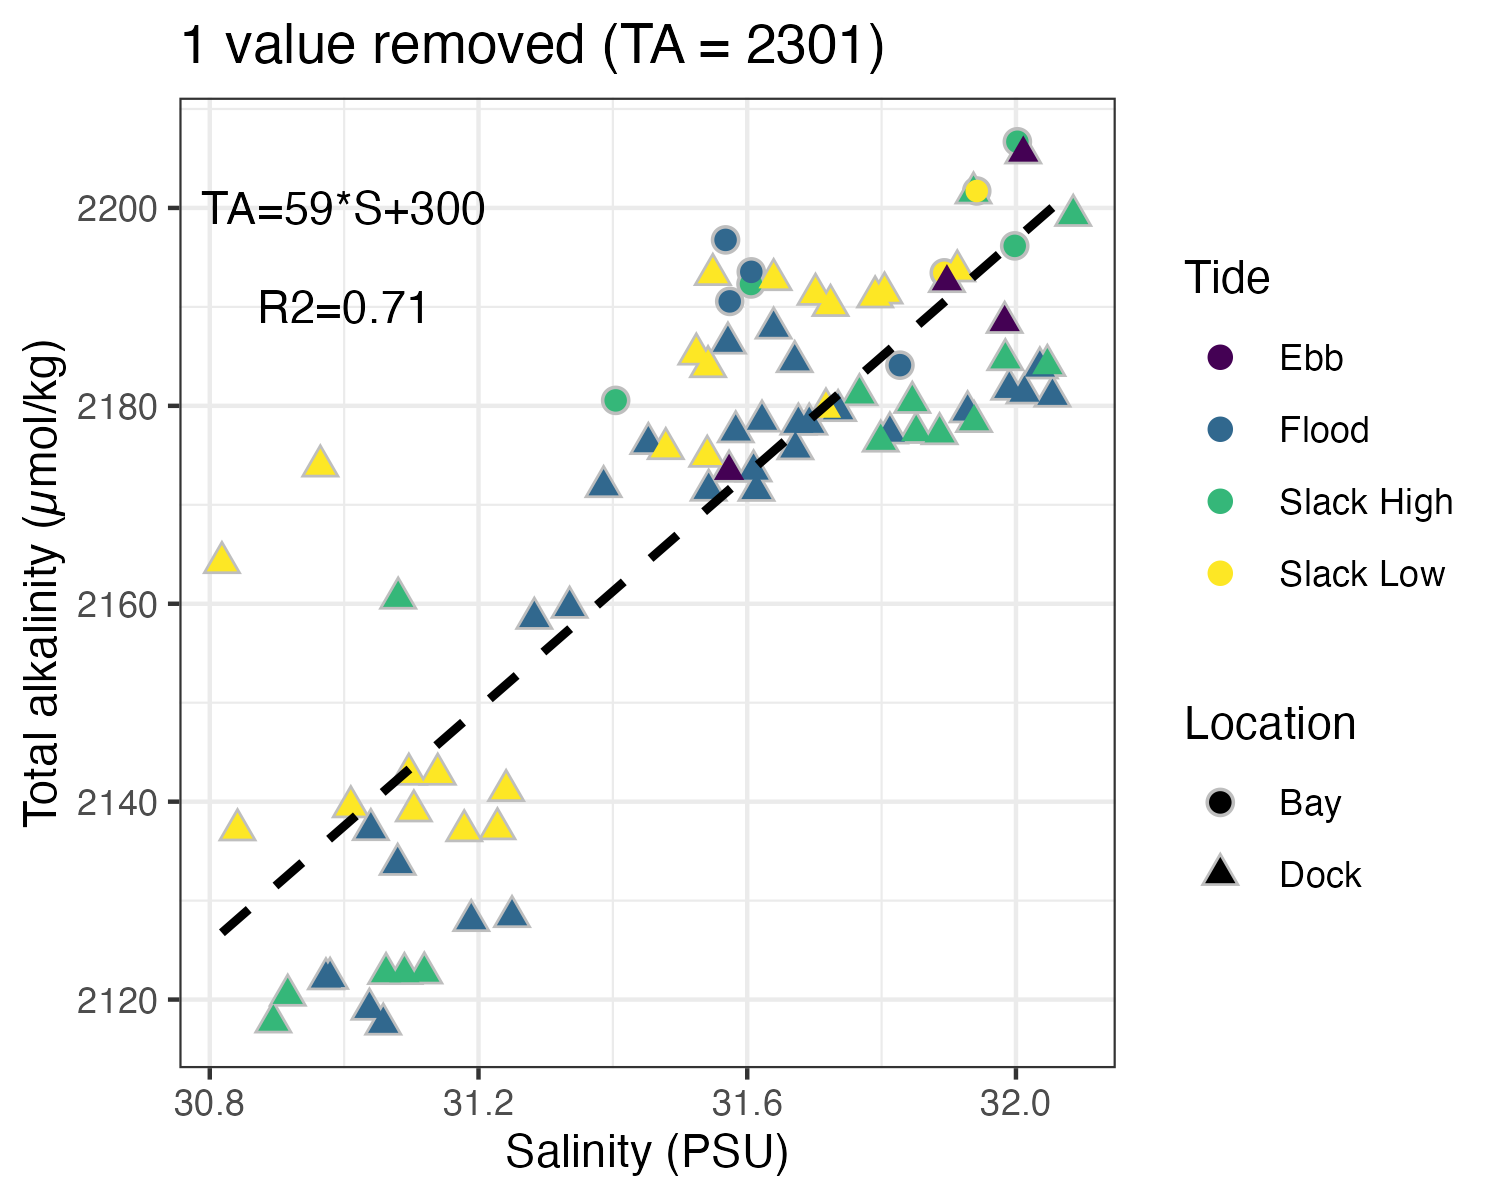 1 value removed (TA = 2301)
TA=59*S+300
R2=0.71
Total alkalinity (µmol/kg)
2200
2180
2160
2140
2120
30.8 31.2 31.6 32.0
Salinity (PSU)
Tide
Ebb
Flood
Slack High
Slack Low
Location
Bay
Dock